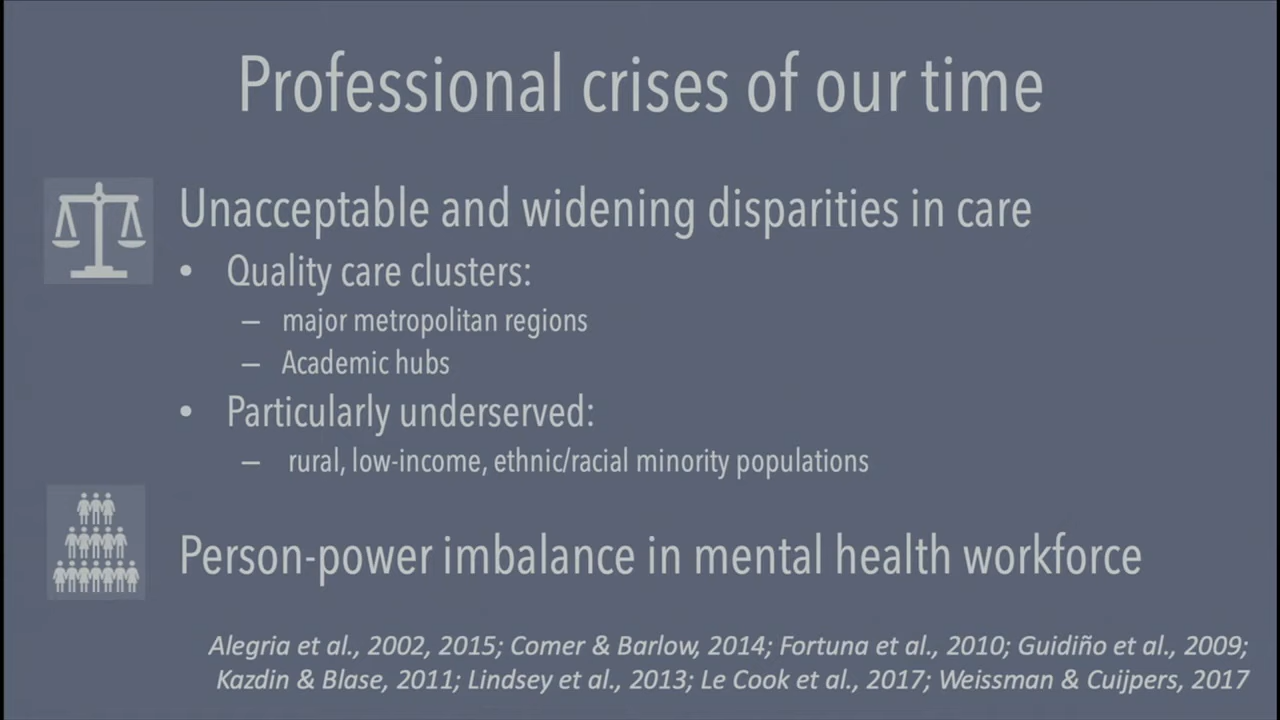 Professional crises of our time
Unacceptable and widening disparities in care
• Quality care clusters:
– major metropolitan regions
– Academic hubs
• Particularly underserved:
– rural, low-income, ethnic/racial minority populations
Person-power imbalance in mental health workforce
Alegria et al., 2002, 2015; Comer & Barlow, 2014; Fortuna et al., 2010; Guidiño et al., 2009;
Kazdin & Blase, 2011; Lindsey et al., 2013; Le Cook et al., 2017; Weissman & Cuijpers, 2017